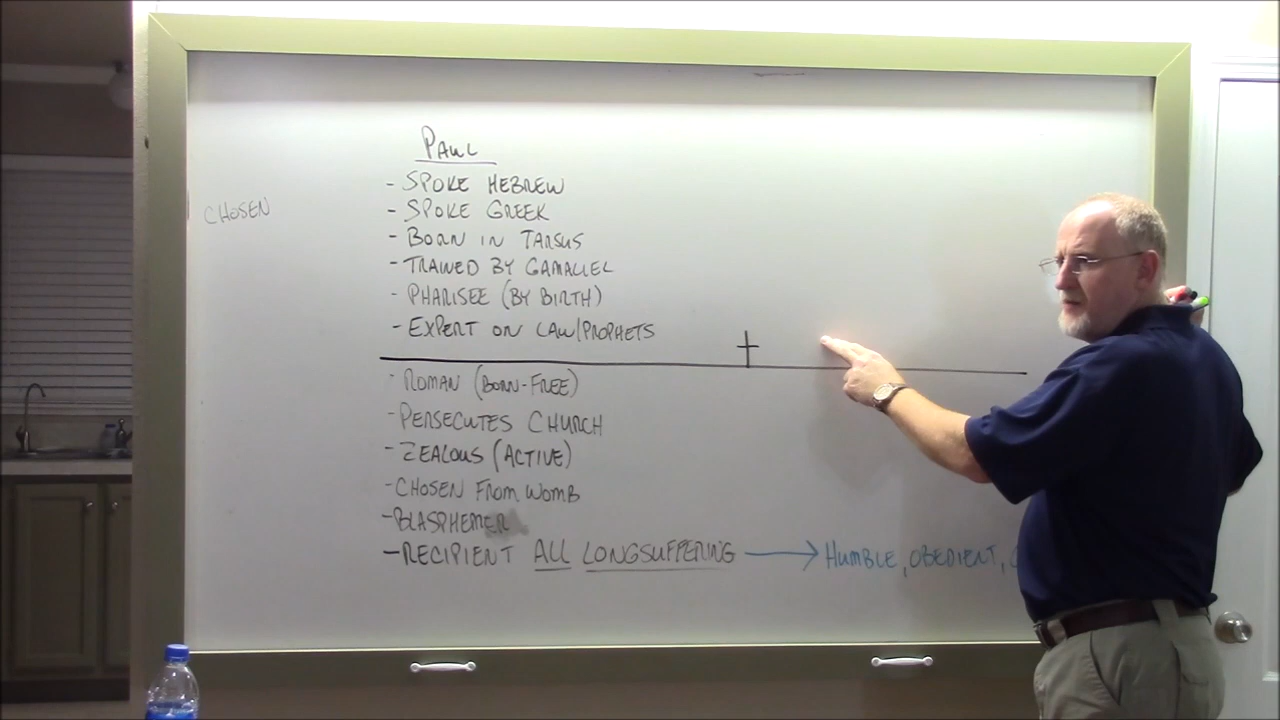 Paul
- SPOKE HEBREW
CHOSEN
- SPOKE GREEK
- BORN IN TARSUS
- TRAINED BY GAMALIEL
- PHARISEE (BY BIRTH)
- EXPERT ON LAW/PROPHETS
- ROMAN (BORN-FREE)
- PERSECUTES CHURCH
- ZEALOUS (ACTIVE)
- CHOSEN FROM WOMB
- BLASPHEMER
- RECIPIENT ALL LONGSUFFERING → HUMBLE, OBEDIENT,